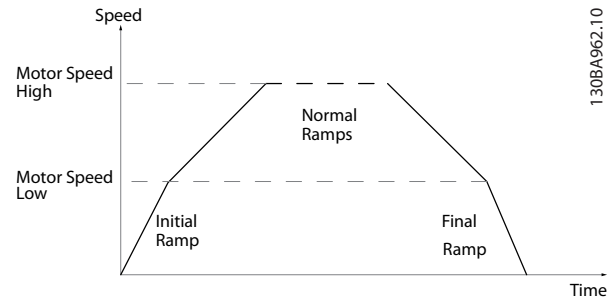 Speed
130BA962.10
Motor Speed
High
Normal
Ramps
Motor Speed
Low
Initial
Ramp
Final
Ramp
Time